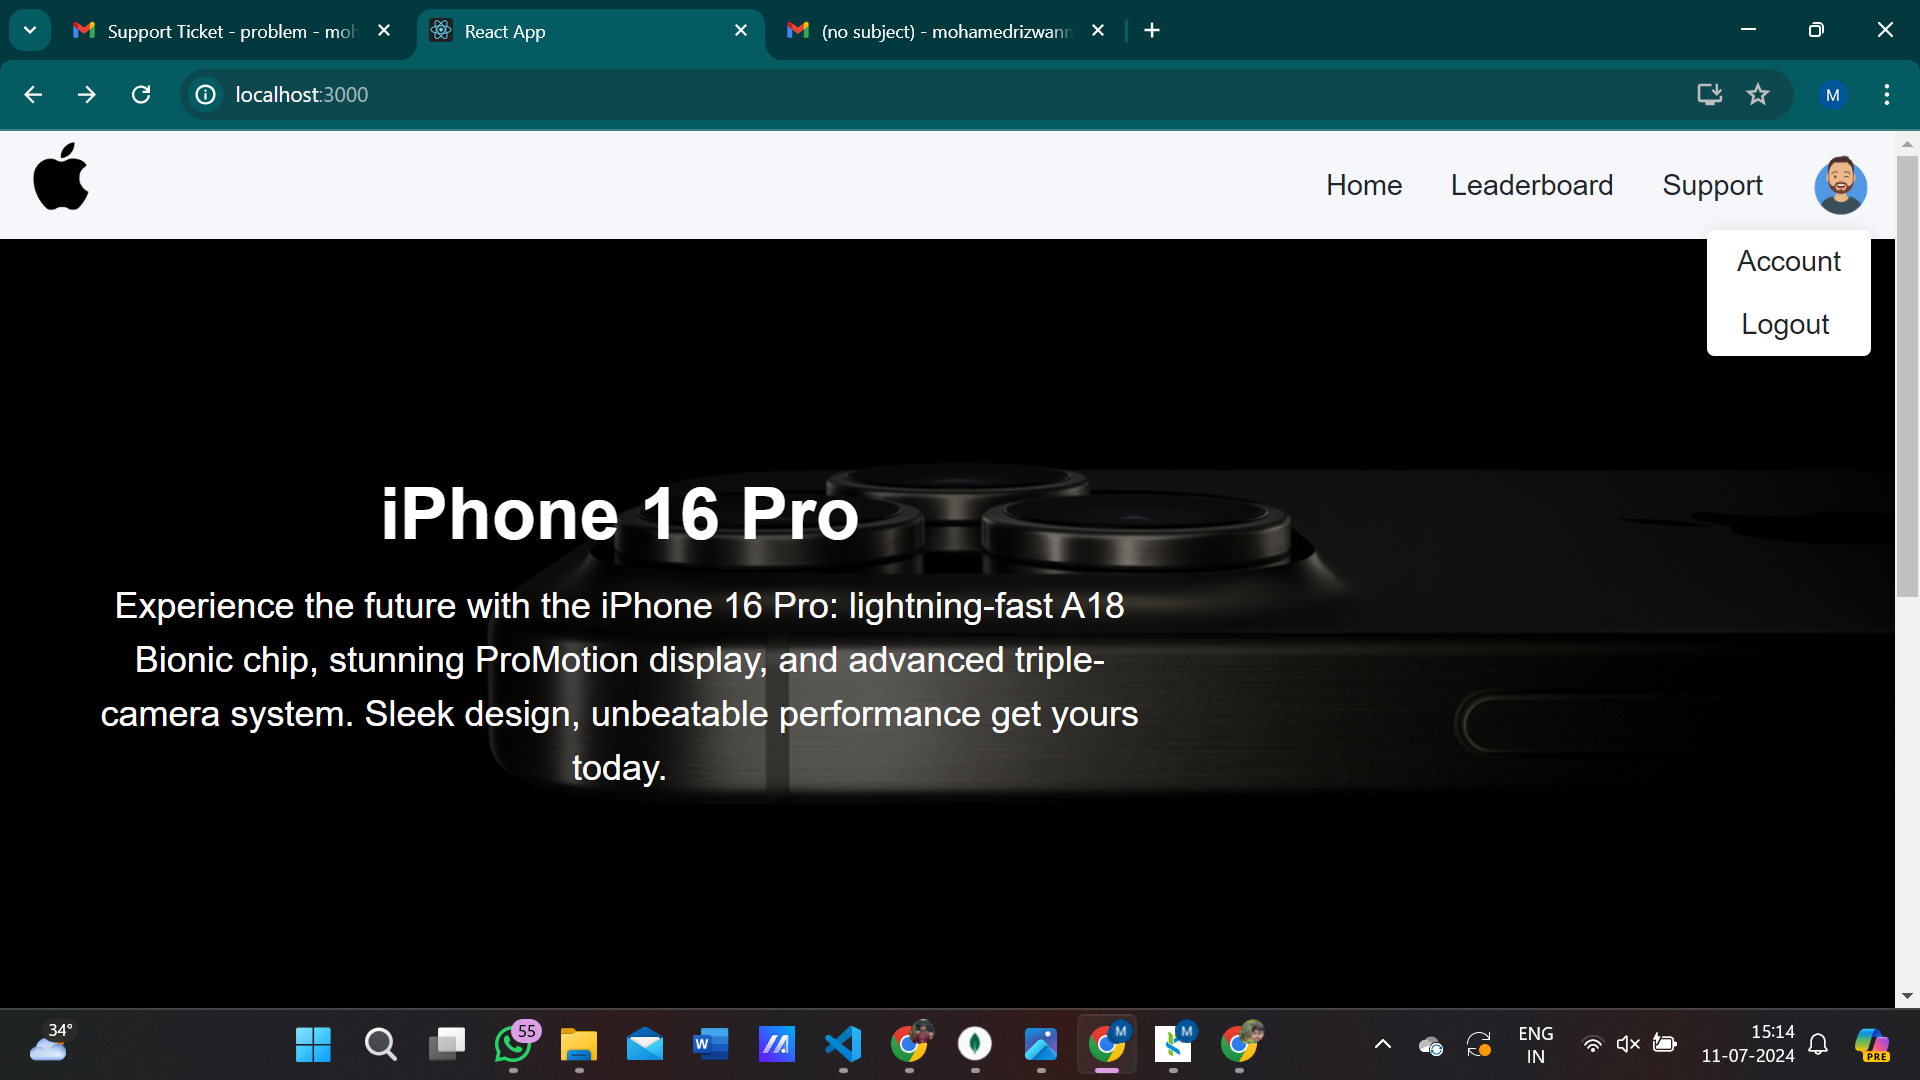 Support Ticket - problem - moh
React App
(no subject) - mohamedrizwann
localhost:3000
M
Home
Leaderboard
Support
Account
Logout
iPhone 16 Pro
Experience the future with the iPhone 16 Pro: lightning-fast A18
Bionic chip, stunning ProMotion display, and advanced triple-
camera system. Sleek design, unbeatable performance get yours
today.
34°
55
W
M
M
ENG
IN
15:14
11-07-2024
PRE